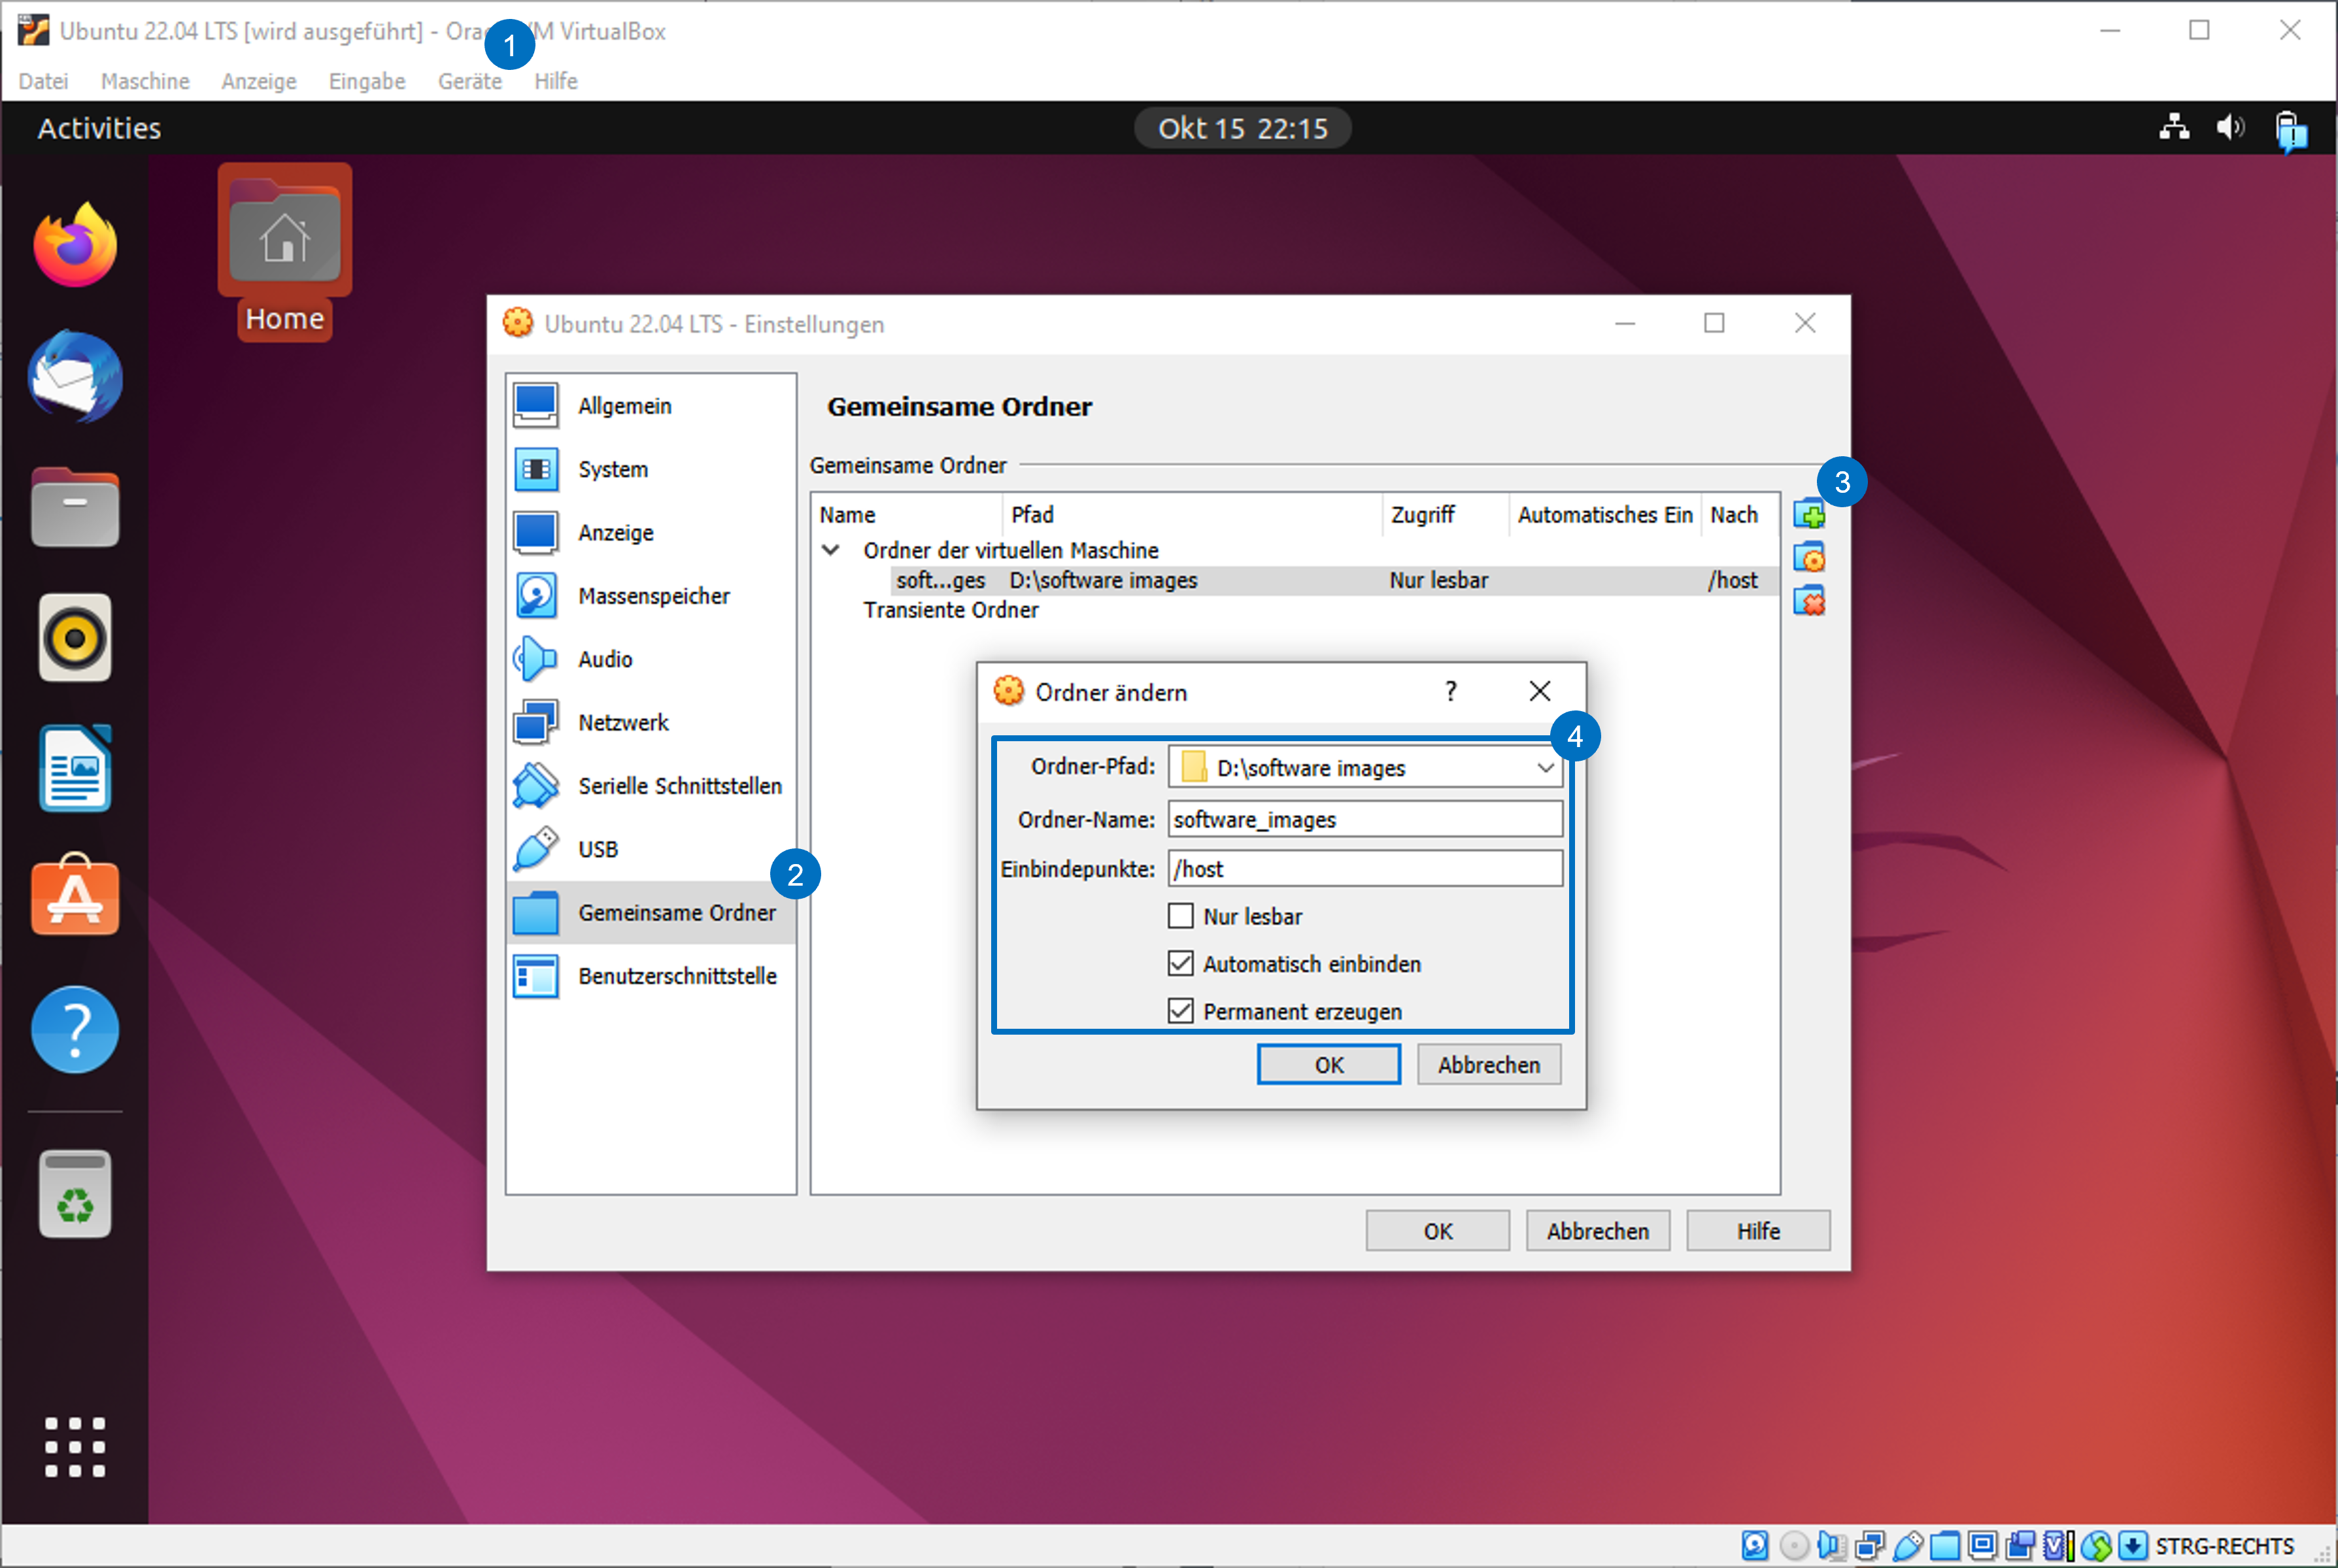 Ubuntu 22.04 LTS [wird ausgeführt] - Orac VM VirtualBox
1
Datei Maschine Anzeige Eingabe Geräte Hilfe
Activities
Okt 15 22:15
Home
Ubuntu 22.04 LTS - Einstellungen
Allgemein
System
Anzeige
Massenspeicher
Audio
Netzwerk
Serielle Schnittstellen
USB
2
Gemeinsame Ordner
Benutzerschnittstelle
Gemeinsame Ordner
Gemeinsame Ordner
3
Name Pfad Zugriff Automatisches Ein Nach
Ordner der virtuellen Maschine
soft...ges D:\software images Nur lesbar /host
Transiente Ordner
Ordner ändern ?
4
Ordner-Pfad: D:\software images
Ordner-Name: software_images
Einbindepunkte: /host
Nur lesbar
Automatisch einbinden
Permanent erzeugen
OK Abbrechen
OK Abbrechen Hilfe
STRG-RECHTS